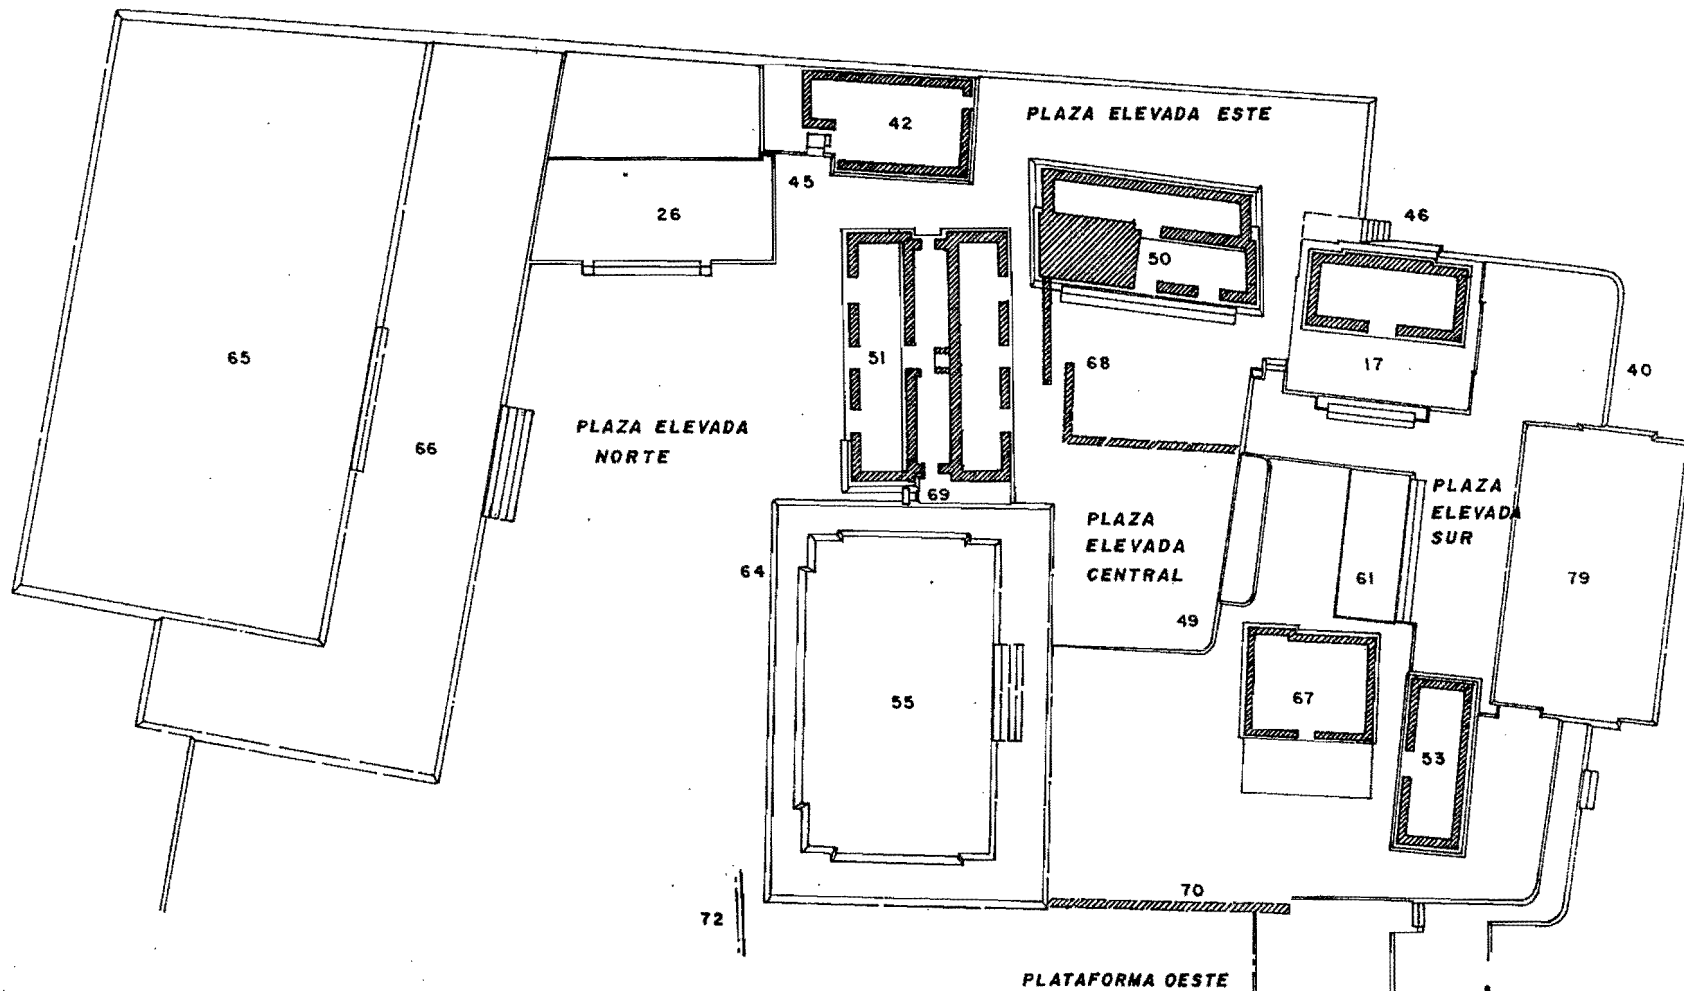 PLAZA ELEVADA ESTE
42
45
26
46
50
51
65
68
17
40
PLAZA ELEVADA
NORTE
66
69
PLAZA
ELEVADA
SUR
PLAZA
ELEVADA
CENTRAL
64
61
79
49
55
67
53
70
72
PLATAFORMA OESTE